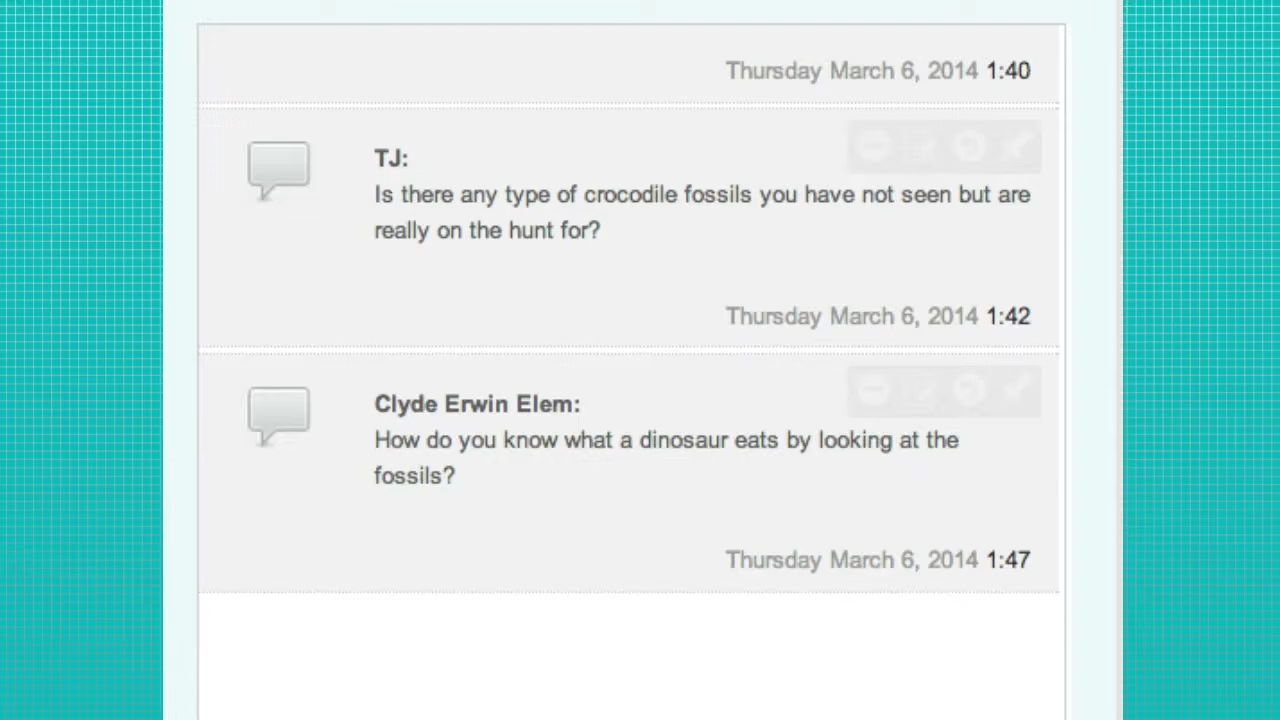 Thursday March 6, 2014 1:40
TJ:
Is there any type of crocodile fossils you have not seen but are
really on the hunt for?
Thursday March 6, 2014 1:42
Clyde Erwin Elem:
How do you know what a dinosaur eats by looking at the
fossils?
Thursday March 6, 2014 1:47